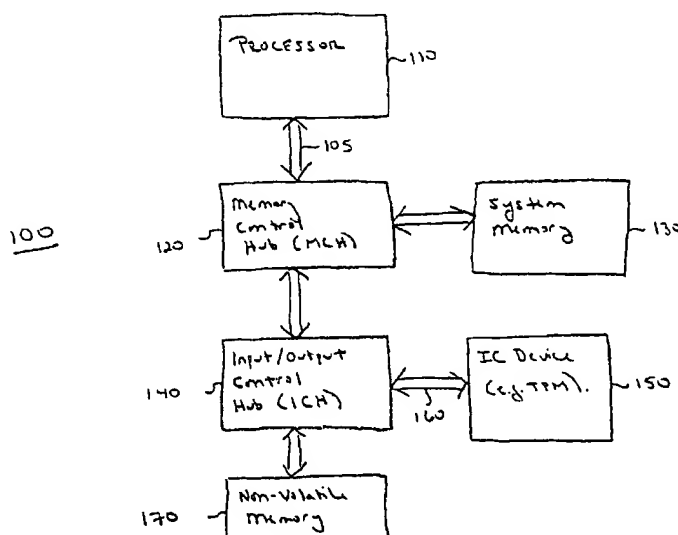 PROCESSOR
110
105
Memory
Control
Hub (MCH)
120
System
Memory
130
100
Input/Output
Control
Hub (ICH)
140
IC Device
(e.g. TPM).
150
160
Non-Volatile
Memory
170